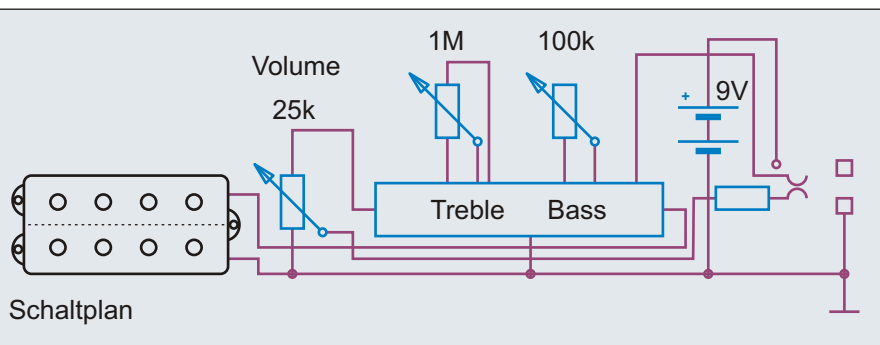 1M
100k
Volume
25k
+
9V
Treble
Bass
Schaltplan